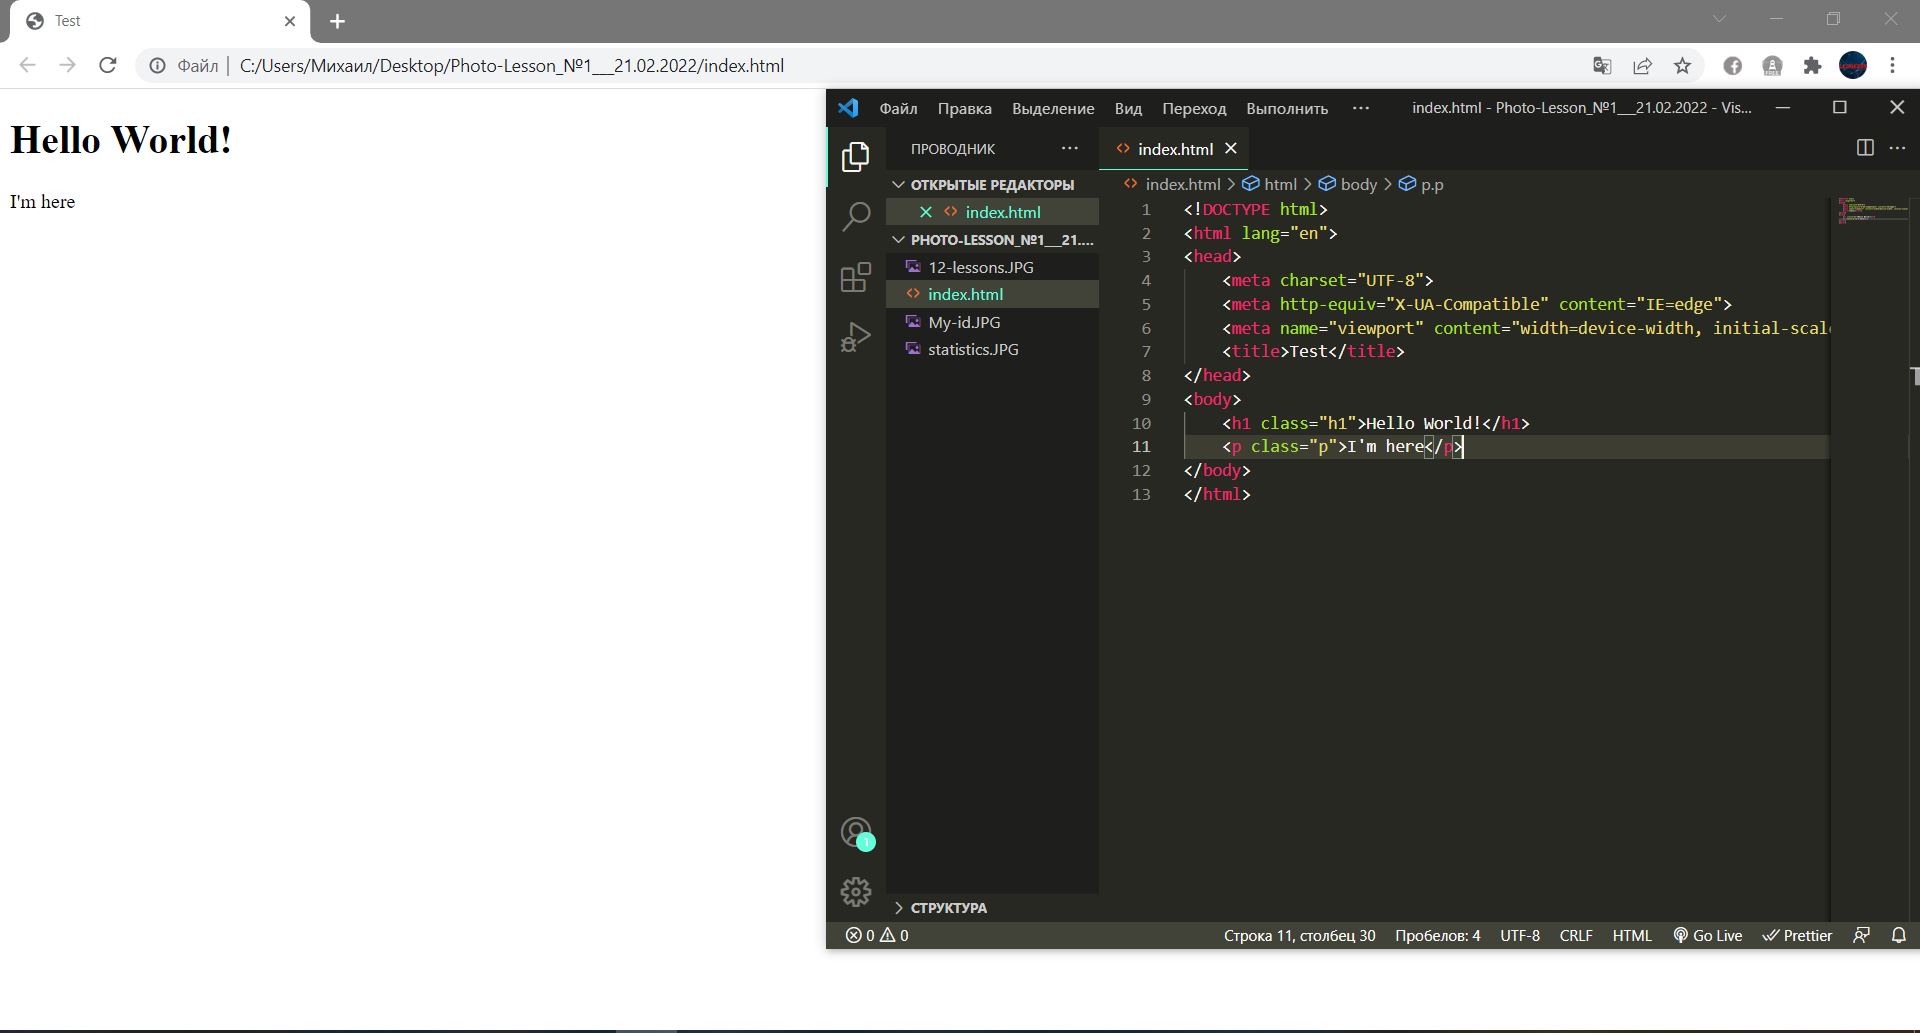 Test
Файл | C:/Users/Михаил/Desktop/Photo-Lesson_№1___21.02.2022/index.html
Hello World!
I'm here
Файл Правка Выделение Вид Переход Выполнить ··· index.html - Photo-Lesson_№1___21.02.2022 - Vis...
ПРОВОДНИК ···
ОТКРЫТЫЕ РЕДАКТОРЫ
index.html
PHOTO-LESSON_№1___21....
12-lessons.JPG
index.html
My-id.JPG
statistics.JPG
СТРУКТУРА
1
index.html
index.html > html > body > p.p
1 <!DOCTYPE html>
2 <html lang="en">
3 <head>
4 <meta charset="UTF-8">
5 <meta http-equiv="X-UA-Compatible" content="IE=edge">
6 <meta name="viewport" content="width=device-width, initial-scal
7 <title>Test</title>
8 </head>
9 <body>
10 <h1 class="h1">Hello World!</h1>
11 <p class="p">I'm here</p>
12 </body>
13 </html>
0 0 Строка 11, столбец 30 Пробелов: 4 UTF-8 CRLF HTML Go Live Prettier